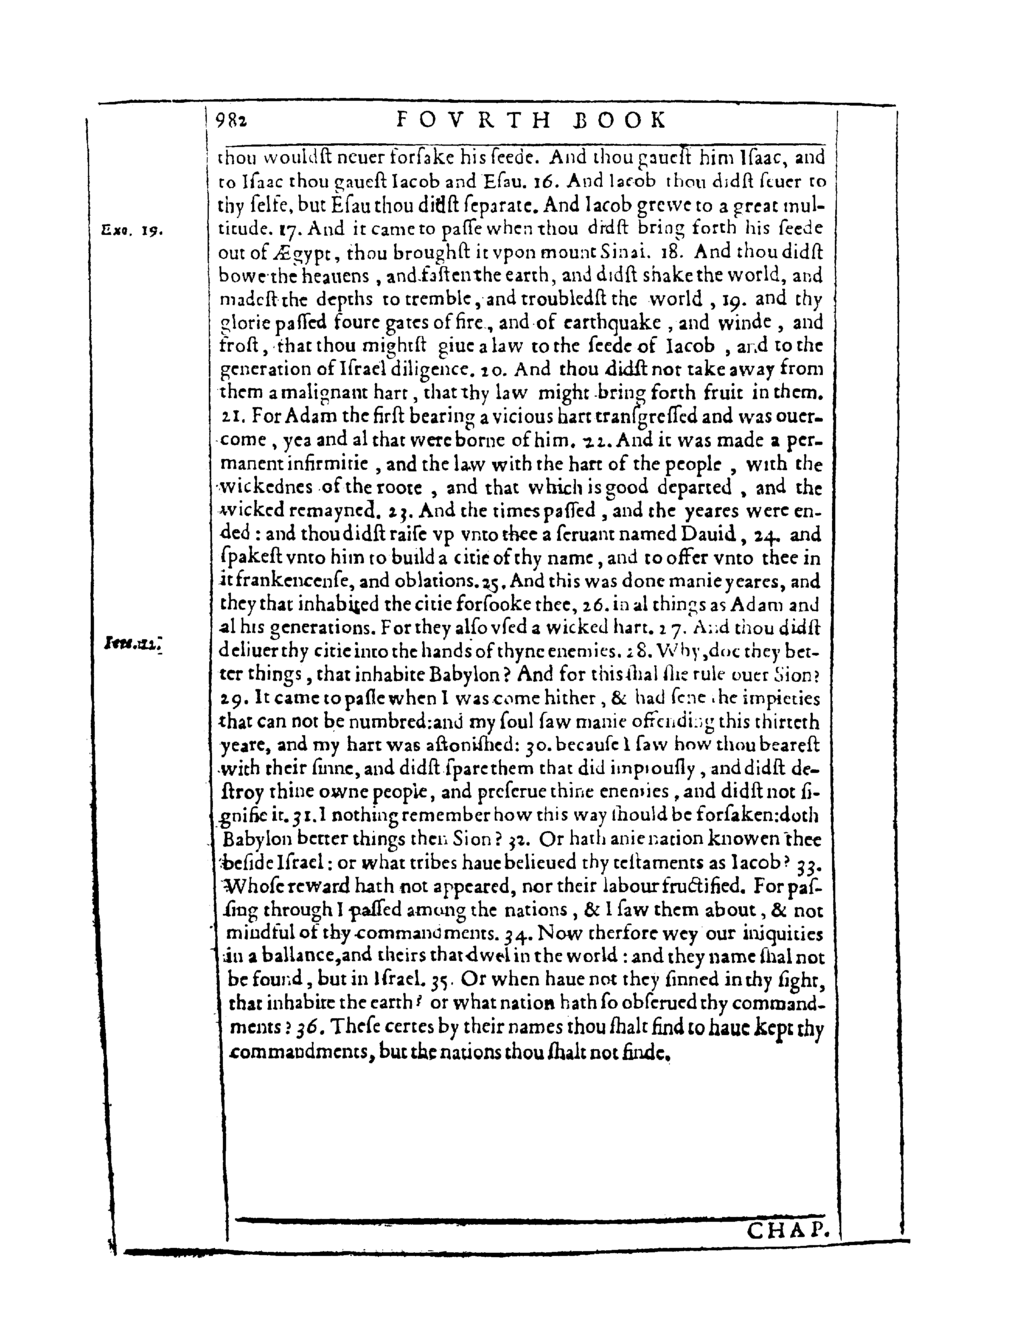 982 FOVRTH BOOK
thou wouldſt neuer forſake his ſeede. And thou gaueſt him Iſaac, and
to Iſaac thou gaueſt Iacob and Eſau. 16. And Iacob thou didſt ſeuer to
thy ſelfe, but Eſau thou didſt ſeparate. And Iacob grewe to a great mul-
Exo. 19.
titude. 17. And it came to paſſe when thou didſt bring forth his ſeede
out of Ægypt, thou broughſt it vpon mount Sinai. 18. And thou didſt
bowe the heauens, and faſten the earth, and didſt shake the world, and
madeſt the depths to tremble, and troubledſt the world, 19. and thy
glorie paſſed foure gates of fire, and of earthquake, and winde, and
froſt, that thou mightſt giue a law to the ſeede of Iacob, and to the
generation of Iſrael diligence. 20. And thou didſt not take away from
them a malignant hart, that thy law might bring forth fruit in them.
21. For Adam the firſt bearing a vicious hart tranſgreſſed and was ouer-
come, yea and al that were borne of him. 22. And it was made a per-
manent infirmitie, and the law with the hart of the people, with the
wickednes of the roote, and that which is good departed, and the
wicked remayned. 23. And the times paſſed, and the yeares were en-
ded: and thou didſt raiſe vp vnto thee a ſeruant named Dauid, 24. and
ſpakeſt vnto him to build a citie of thy name, and to offer vnto thee in
it frankencenſe, and oblations. 25. And this was done manie yeares, and
they that inhabited the citie forſooke thee, 26. in al things as Adam and
al his generations. For they alſo vſed a wicked hart. 27. And thou didſt
deliuer thy citie into the hands of thyne enemies. 28. Why, doe they bet-
ter things, that inhabite Babylon? And for this ſhal ſhe rule ouer Sion?
29. It came to paſſe when I was come hither, & had ſene the impieties
that can not be numbred: and my ſoul ſaw manie offending this thirteth
yeare, and my hart was aſtoniſhed: 30. becauſe I ſaw how thou beareſt
with their ſinne, and didſt ſpare them that did impiouſly, and didſt de-
ſtroy thine owne people, and preſerue thine enemies, and didſt not ſi-
gnifie it. 31. I nothing remember how this way ſhould be forſaken: doth
Babylon better things then Sion? 32. Or hath anie nation knowen thee
beſide Iſrael: or what tribes haue belieued thy teſtaments as Iacob? 33.
Whoſe reward hath not appeared, nor their labour fructified. For paſ-
ſing through I paſſed among the nations, & I ſaw them about, & not
mindful of thy commandments. 34. Now therfore wey our iniquities
in a ballance, and theirs that dwel in the world: and they name ſhal not
be found, but in Iſrael. 35. Or when haue not they ſinned in thy ſight,
that inhabite the earth? or what nation hath ſo obſerued thy command-
ments? 36. Theſe certes by their names thou ſhalt find to haue kept thy
commandments, but the nations thou ſhalt not finde.
CHAP.